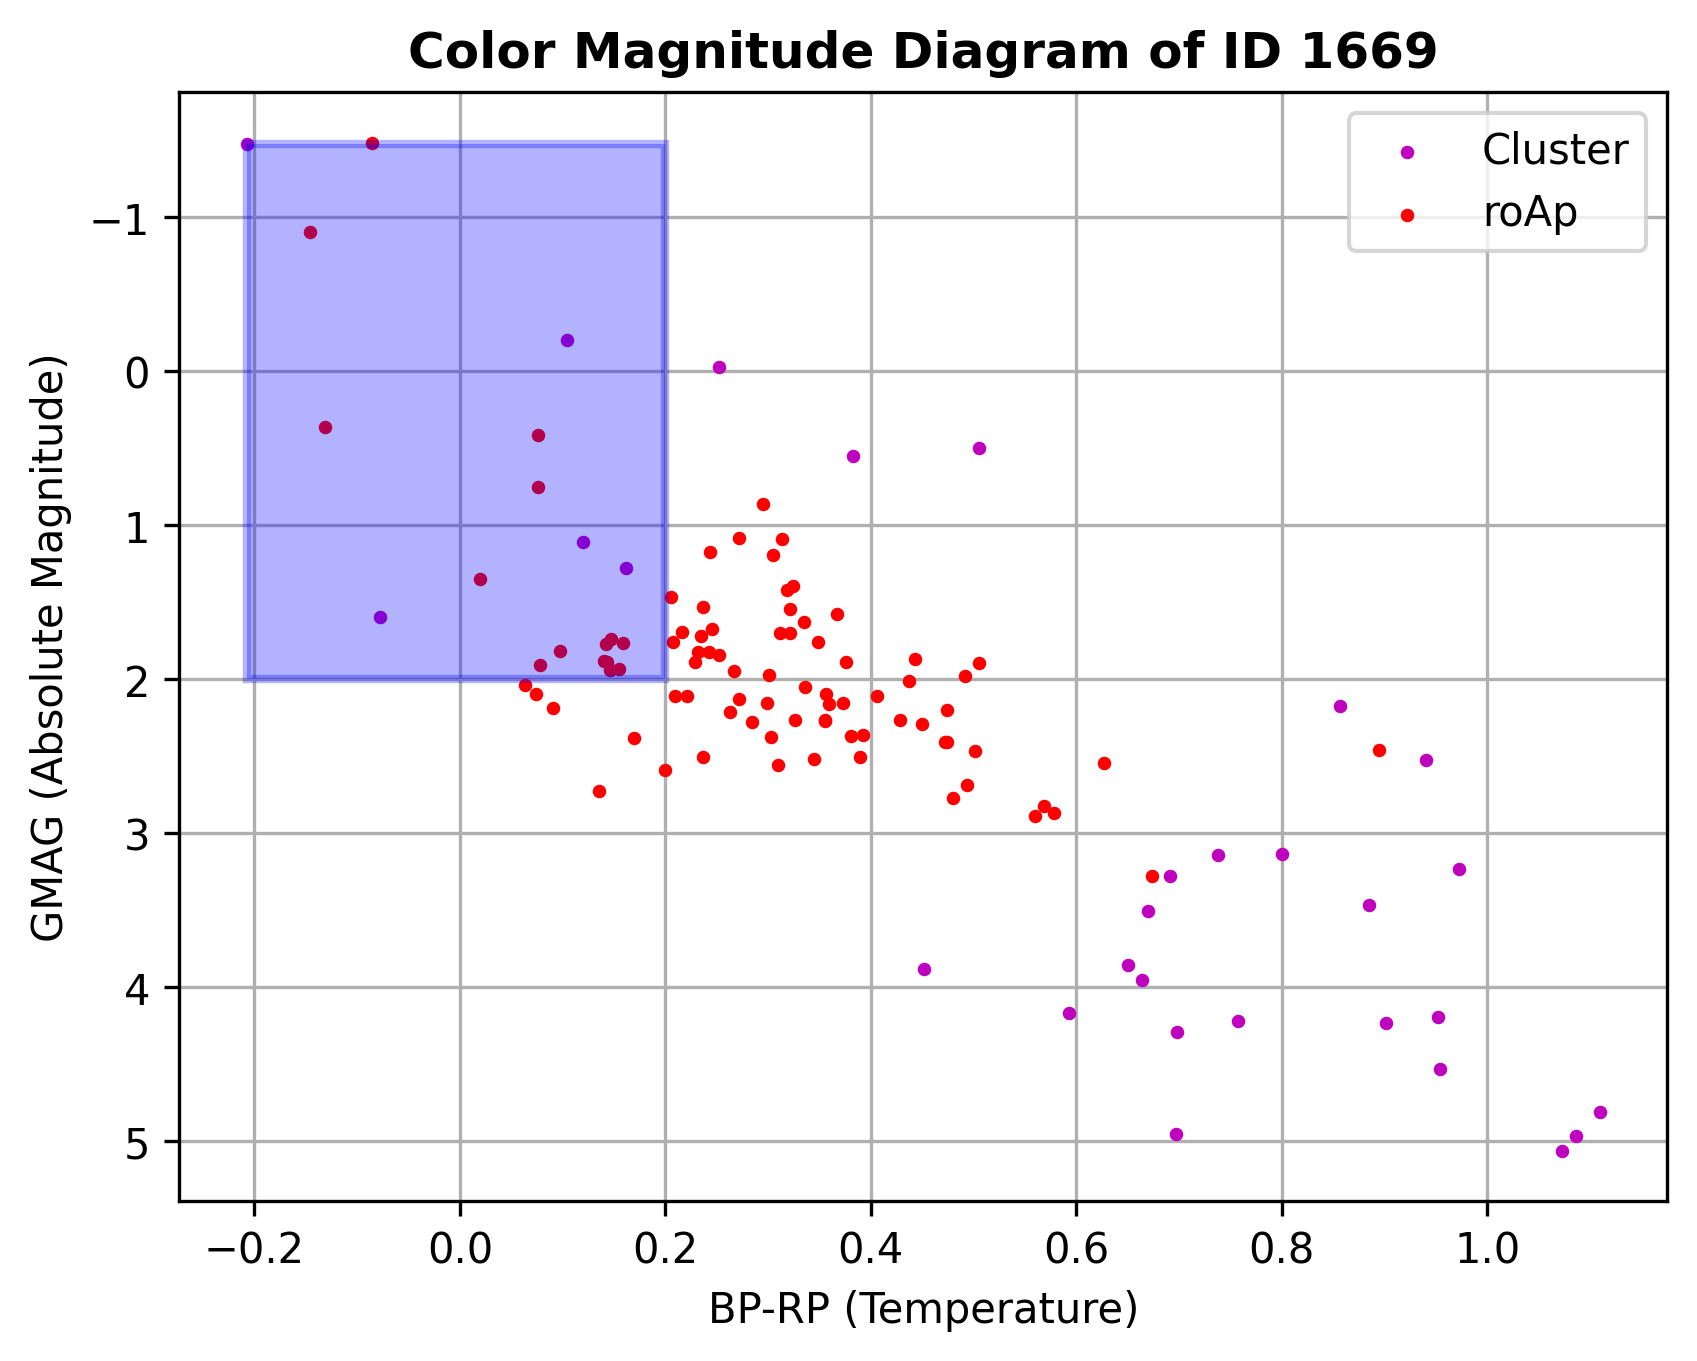 Color Magnitude Diagram of ID 1669
Cluster
roAp
GMAG (Absolute Magnitude)
−1
0
1
2
3
4
5
−0.2 0.0 0.2 0.4 0.6 0.8 1.0
BP-RP (Temperature)